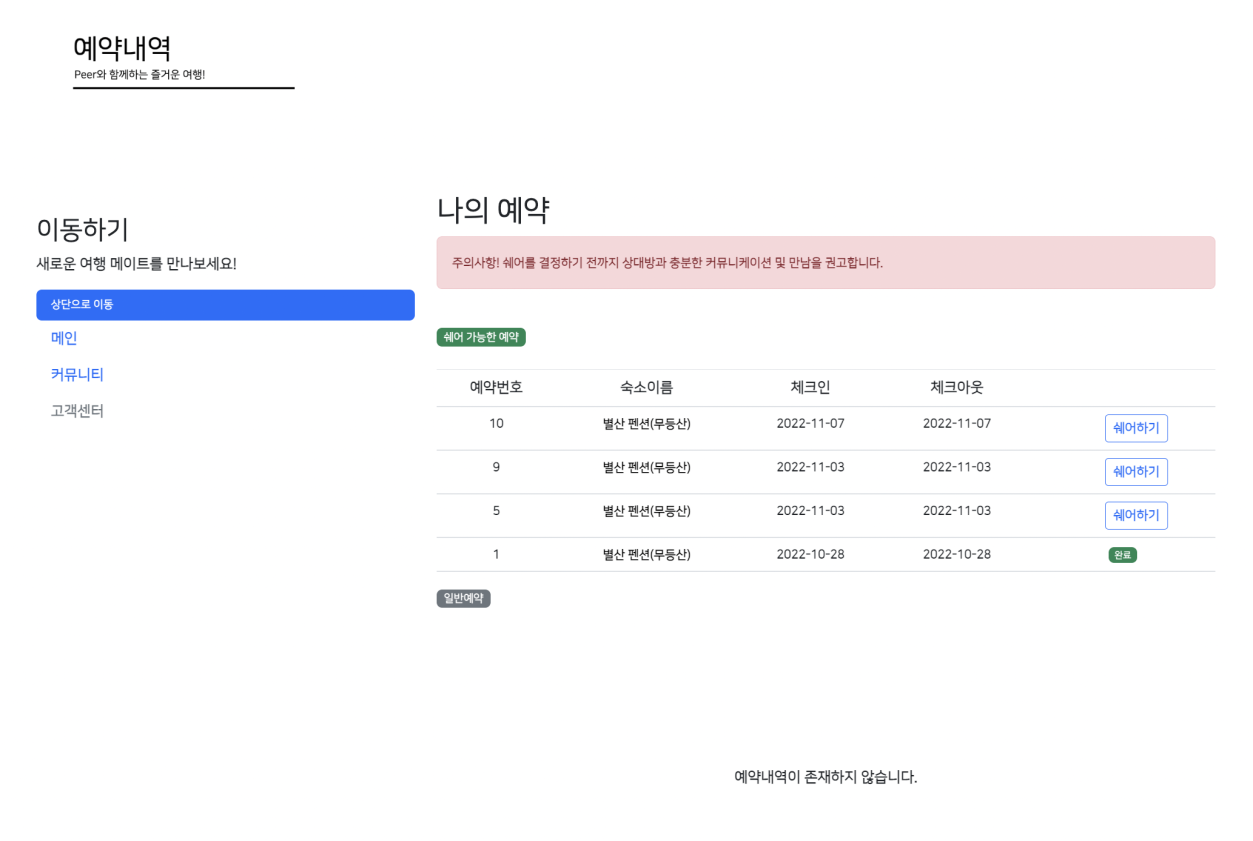 예약내역
Peer와 함께하는 즐거운 여행!
이동하기
새로운 여행 메이트를 만나보세요!
상단으로 이동
메인
커뮤니티
고객센터
나의 예약
주의사항! 쉐어를 결정하기 전까지 상대방과 충분한 커뮤니케이션 및 만남을 권고합니다.
쉐어 가능한 예약
예약번호 숙소이름 체크인 체크아웃
10 별산 펜션(무등산) 2022-11-07 2022-11-07 쉐어하기
9 별산 펜션(무등산) 2022-11-03 2022-11-03 쉐어하기
5 별산 펜션(무등산) 2022-11-03 2022-11-03 쉐어하기
1 별산 펜션(무등산) 2022-10-28 2022-10-28 완료
일반예약
예약내역이 존재하지 않습니다.